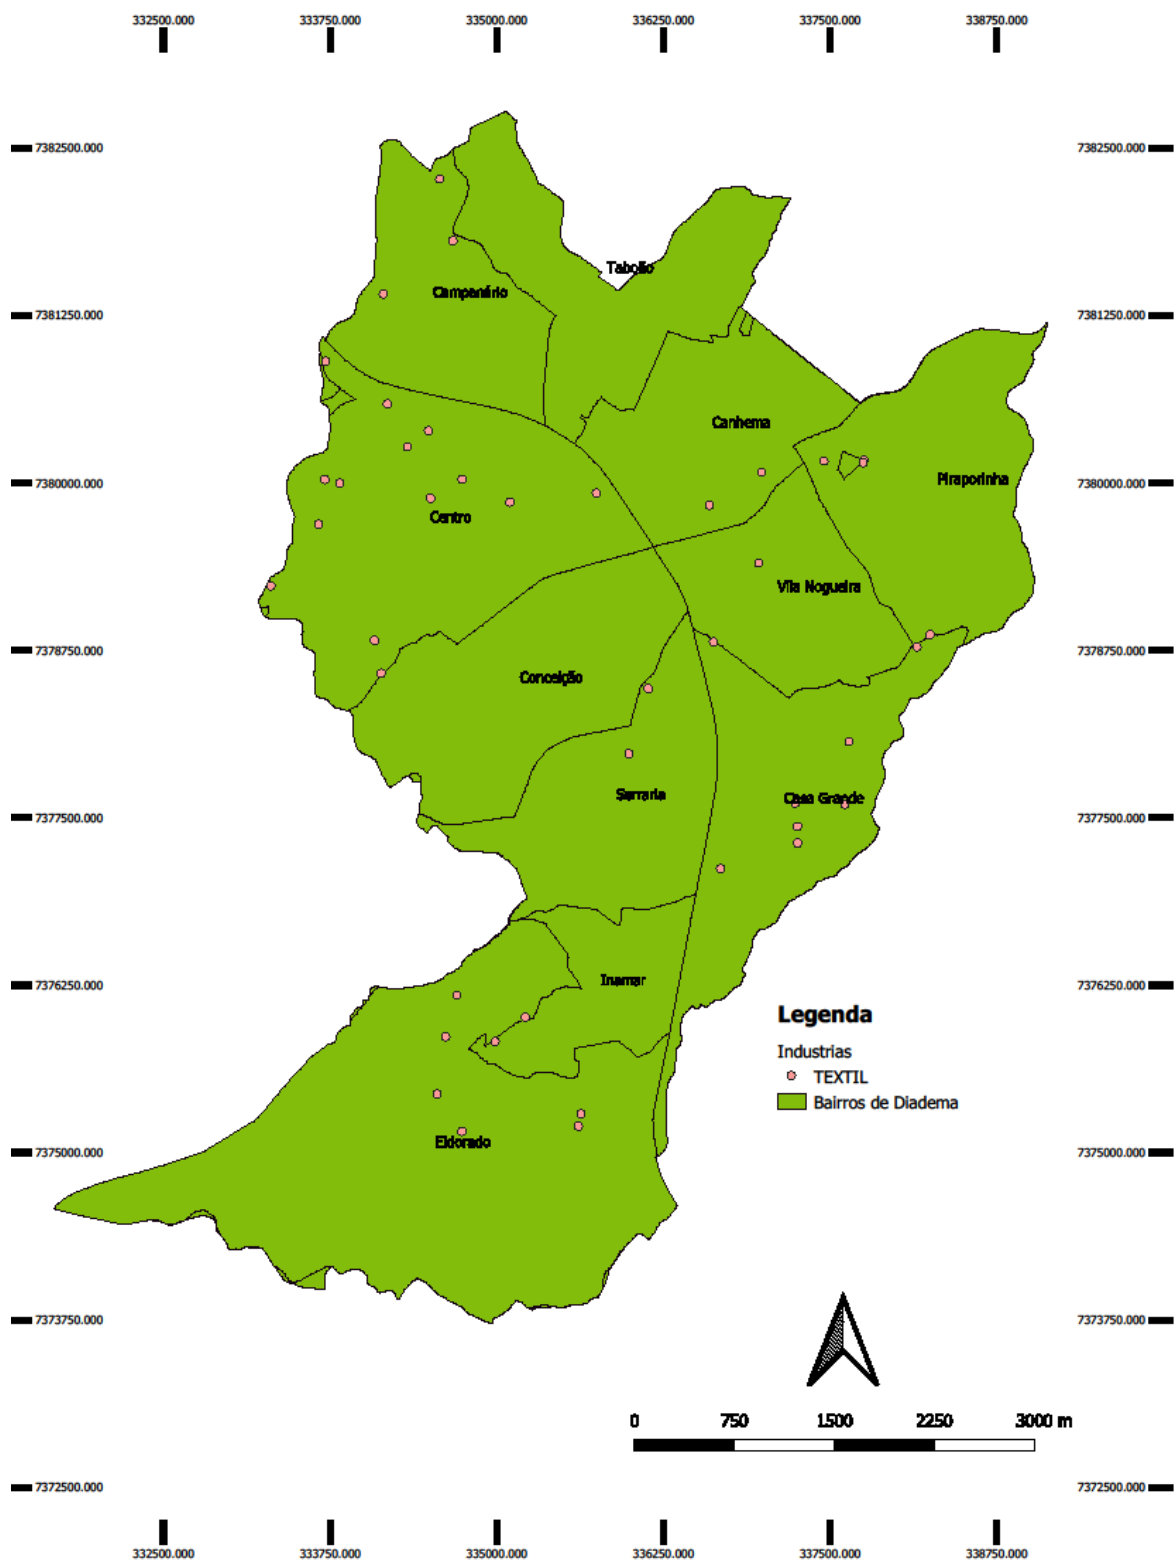 332500.000 333750.000 335000.000 336250.000 337500.000 338750.000
7382500.000 7382500.000
Taboão
Campanário
7381250.000 7381250.000
Canhema
Piraporinha
7380000.000 7380000.000
Centro
Vila Nogueira
7378750.000 7378750.000
Conceição
Serraria
Casa Grande
7377500.000 7377500.000
Inamar
7376250.000 7376250.000
Legenda
Industrias
TEXTIL
Bairros de Diadema
Eldorado
7375000.000 7375000.000
7373750.000 7373750.000
0 750 1500 2250 3000 m
7372500.000 7372500.000
332500.000 333750.000 335000.000 336250.000 337500.000 338750.000